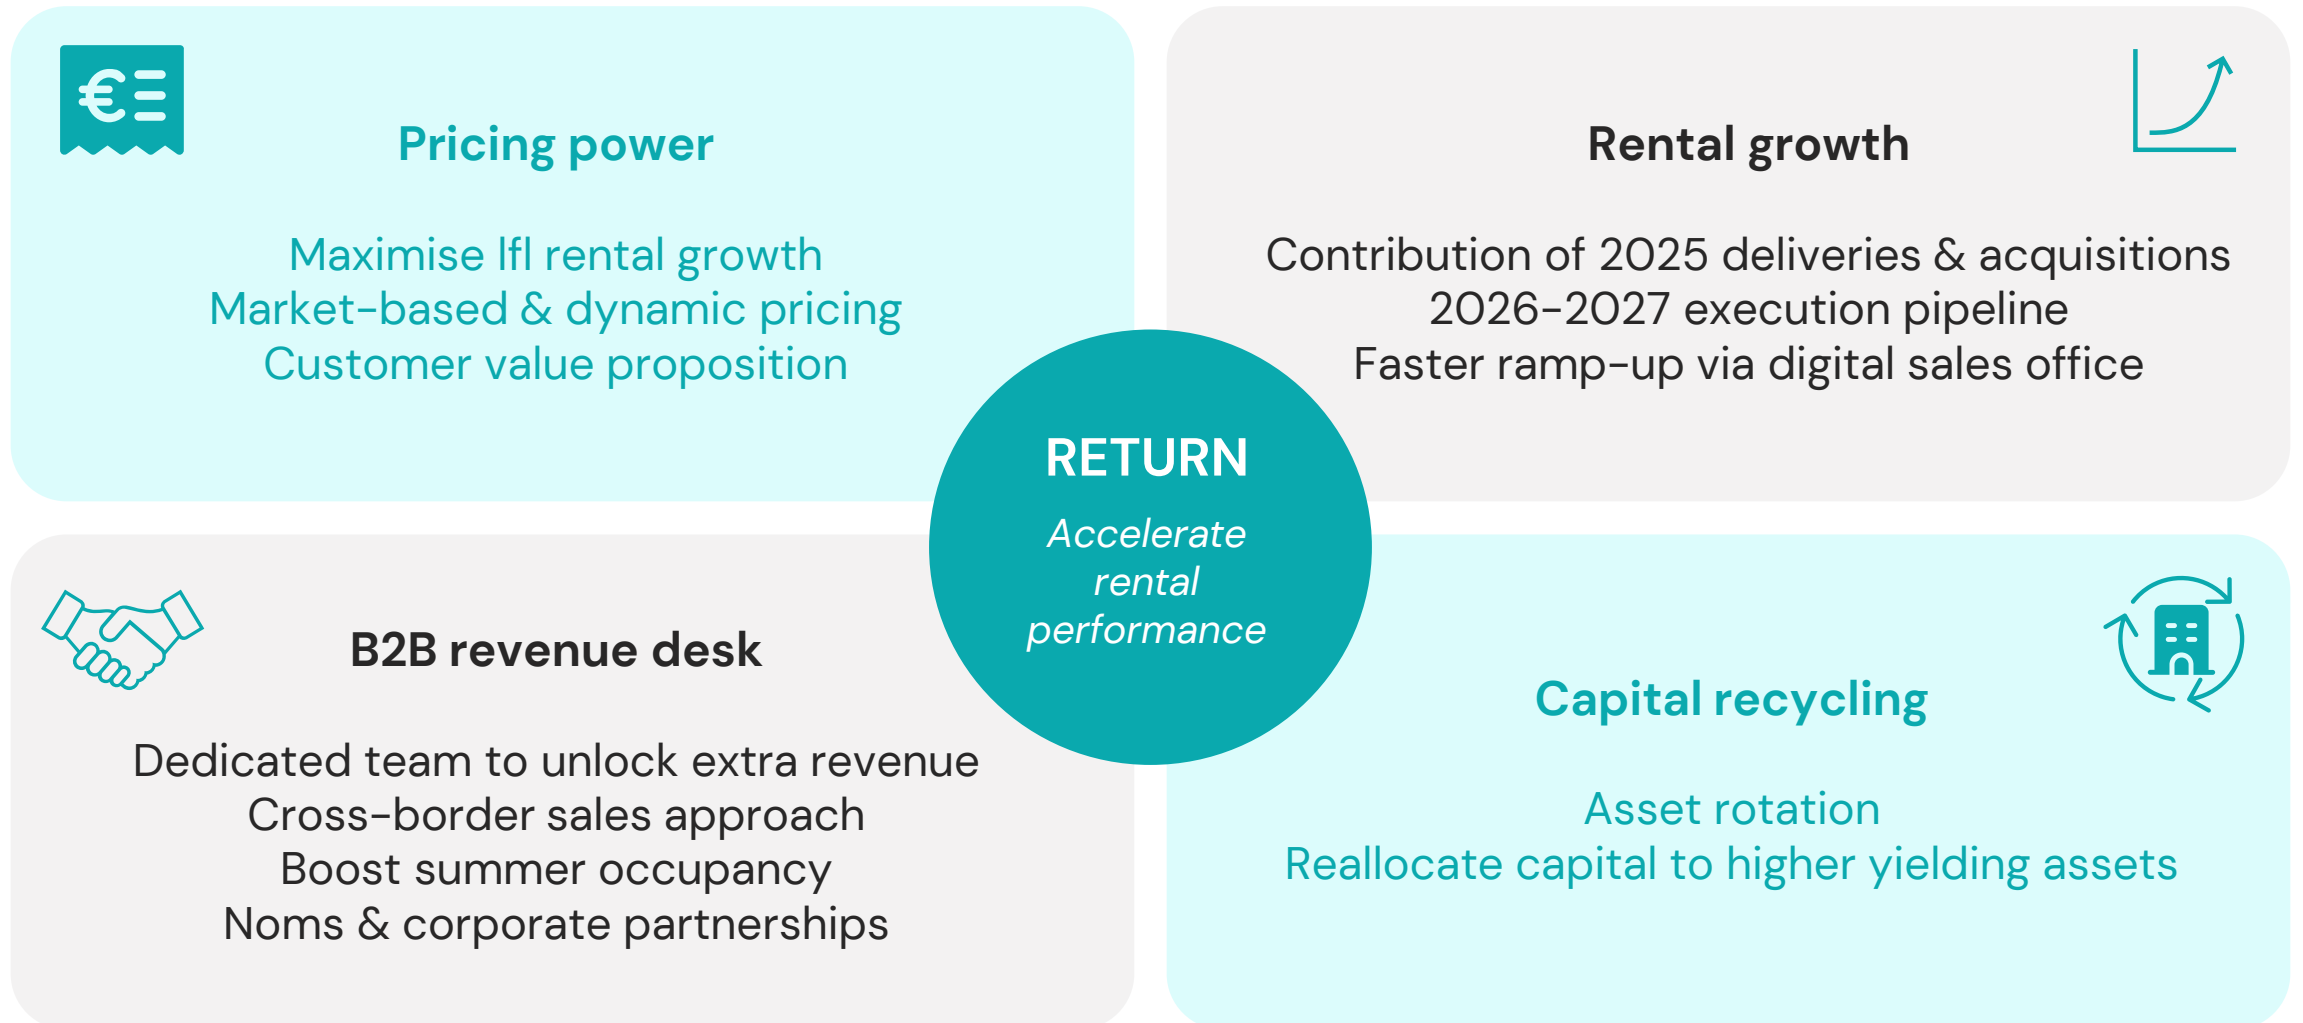 Pricing power
Maximise lfl rental growth
Market-based & dynamic pricing
Customer value proposition
Rental growth
Contribution of 2025 deliveries & acquisitions
2026-2027 execution pipeline
Faster ramp-up via digital sales office
RETURN
Accelerate
rental
performance
B2B revenue desk
Dedicated team to unlock extra revenue
Cross-border sales approach
Boost summer occupancy
Noms & corporate partnerships
Capital recycling
Asset rotation
Reallocate capital to higher yielding assets